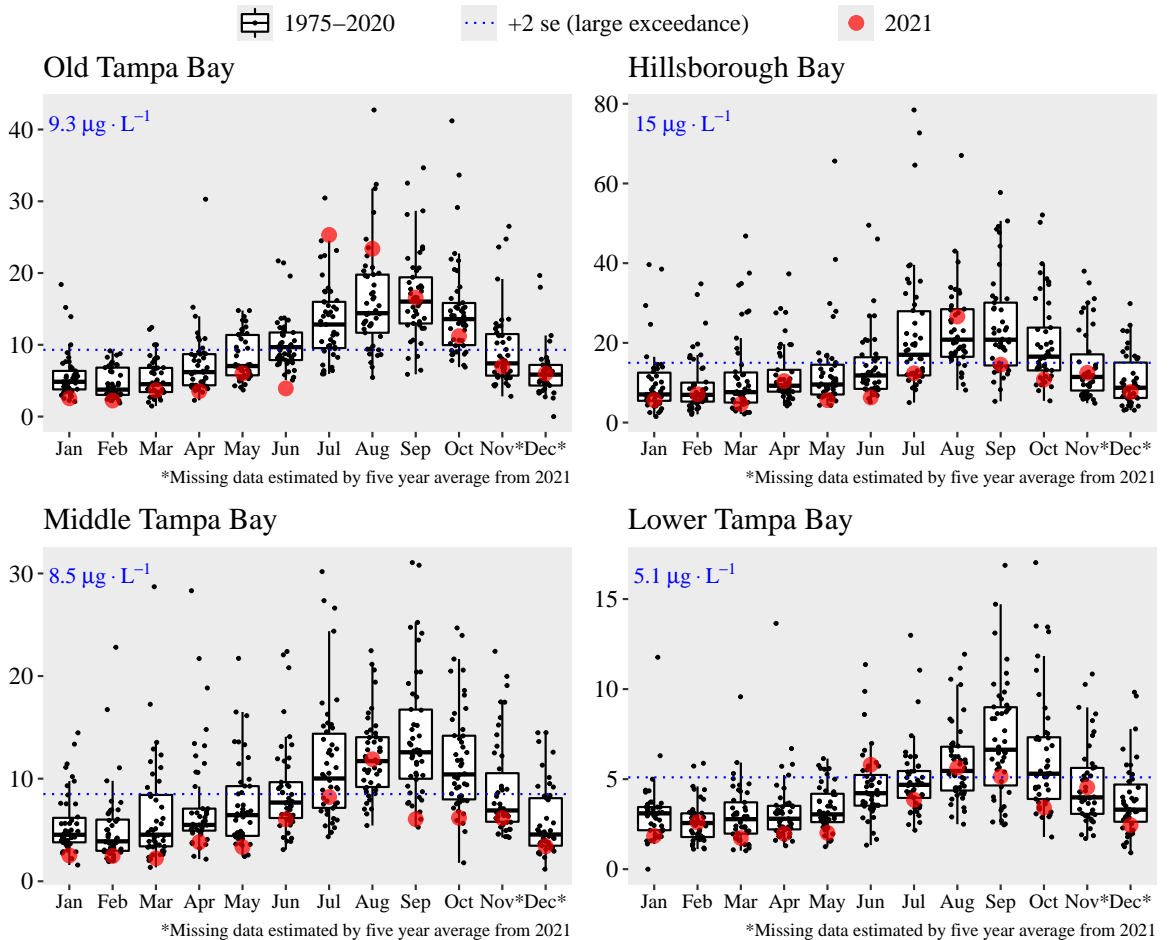 1975–2020 +2 se (large exceedance) 2021
Old Tampa Bay
9.3 μg · L⁻¹
40
30
20
10
0
Jan Feb Mar Apr May Jun Jul Aug Sep Oct Nov* Dec*
*Missing data estimated by five year average from 2021
Hillsborough Bay
15 μg · L⁻¹
80
60
40
20
0
Jan Feb Mar Apr May Jun Jul Aug Sep Oct Nov* Dec*
*Missing data estimated by five year average from 2021
Middle Tampa Bay
8.5 μg · L⁻¹
30
20
10
0
Jan Feb Mar Apr May Jun Jul Aug Sep Oct Nov* Dec*
*Missing data estimated by five year average from 2021
Lower Tampa Bay
5.1 μg · L⁻¹
15
10
5
0
Jan Feb Mar Apr May Jun Jul Aug Sep Oct Nov* Dec*
*Missing data estimated by five year average from 2021